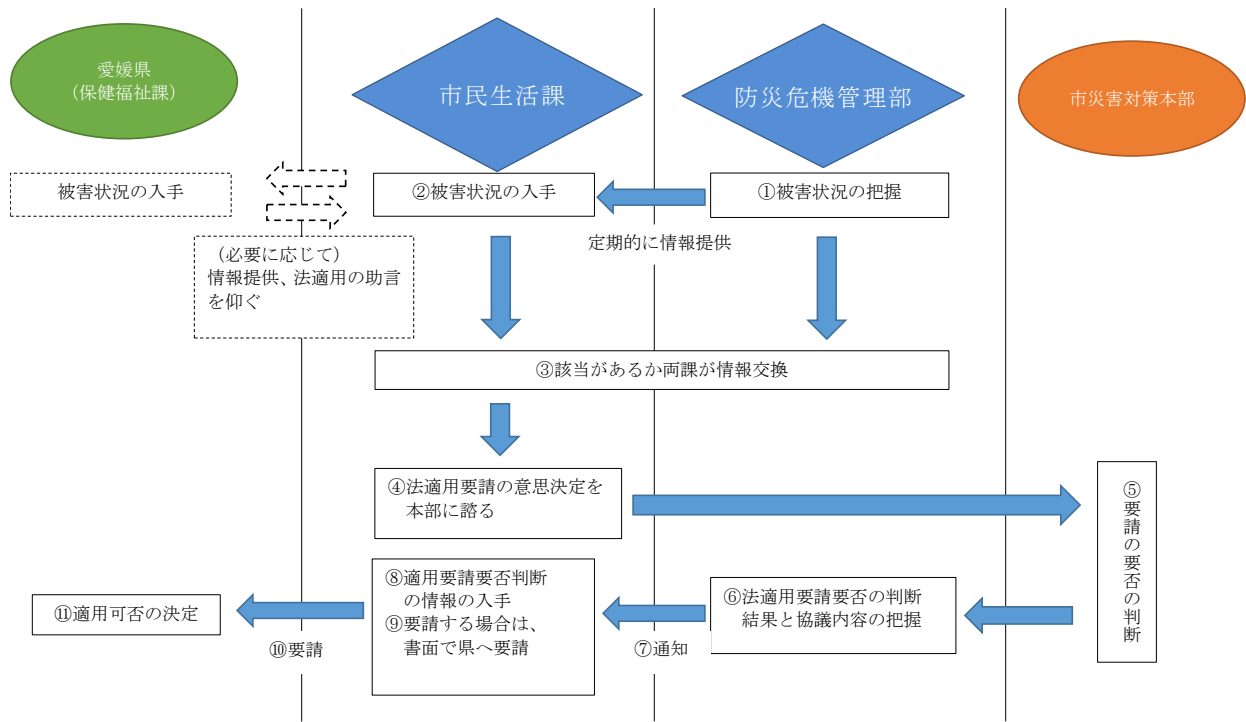 愛媛県
（保健福祉課）
市民生活課
防災危機管理部
市災害対策本部
被害状況の入手
②被害状況の入手
①被害状況の把握
定期的に情報提供
（必要に応じて）
情報提供、法適用の助言
を仰ぐ
③該当があるか両課が情報交換
④法適用要請の意思決定を
本部に諮る
⑤要請の要否の判断
⑥法適用要請要否の判断
結果と協議内容の把握
⑦通知
⑧適用要請要否判断
の情報の入手
⑨要請する場合は、
書面で県へ要請
⑩要請
⑪適用可否の決定